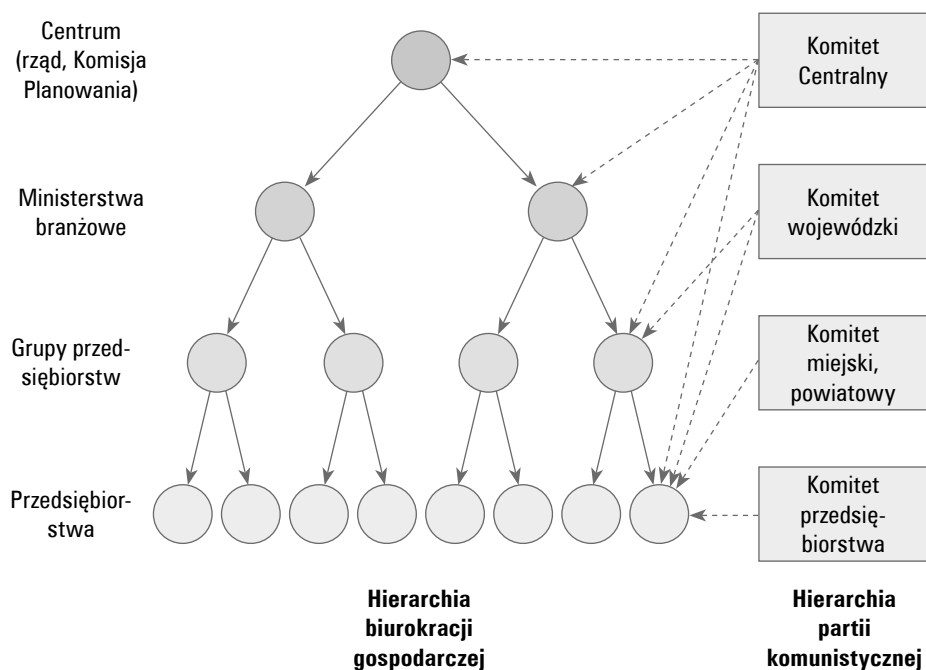 Centrum
(rząd, Komisja
Planowania)
Komitet
Centralny
Ministerstwa
branżowe
Komitet
wojewódzki
Grupy przed-
siębiorstw
Komitet
miejski,
powiatowy
Przedsiębior-
stwa
Komitet
przedsię-
biorstwa
Hierarchia
biurokracji
gospodarczej
Hierarchia
partii
komunistycznej